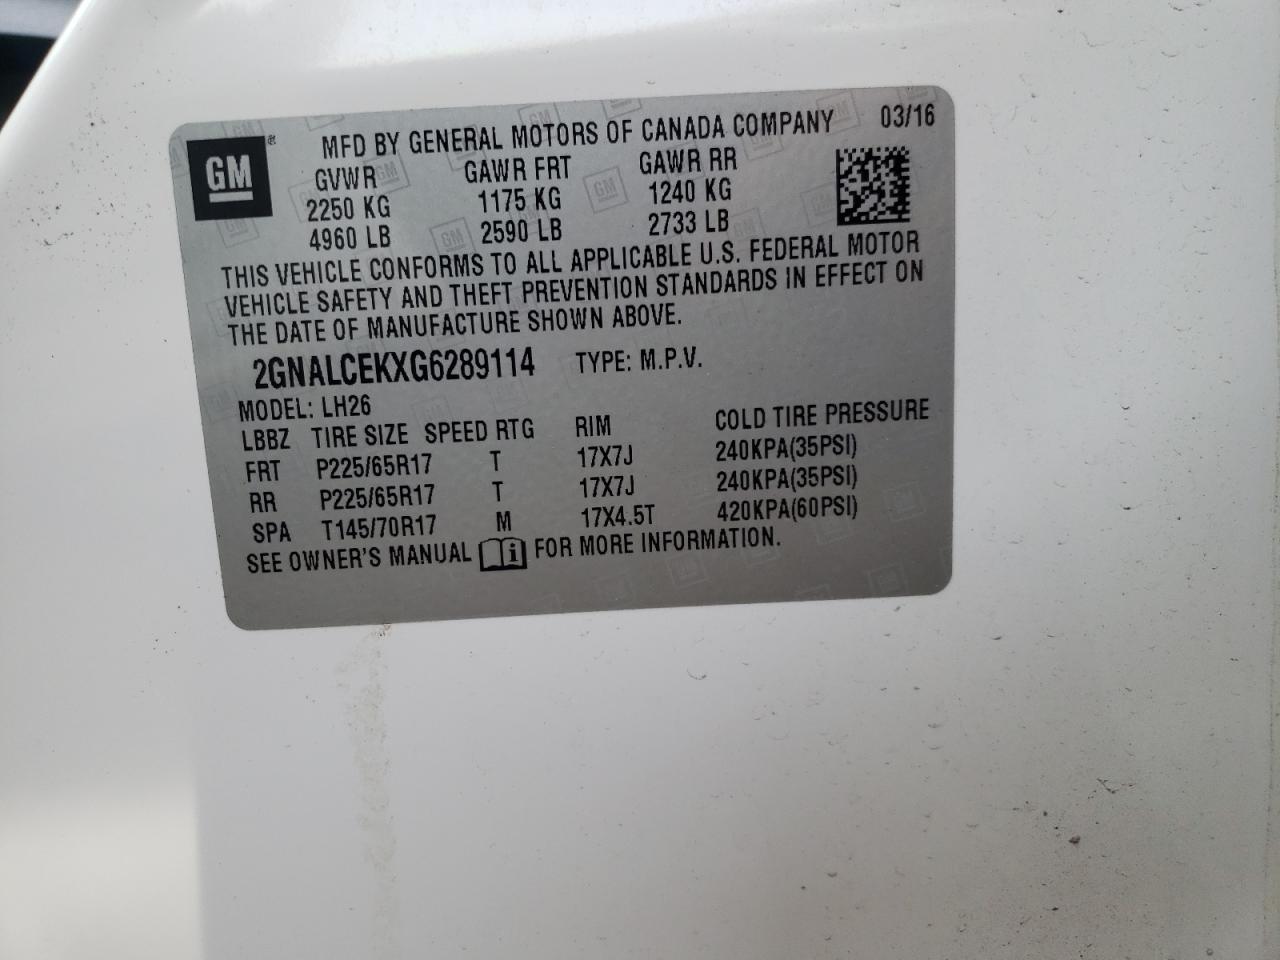 GM
MFD BY GENERAL MOTORS OF CANADA COMPANY 03/16
GVWR GAWR FRT GAWR RR
2250 KG 1175 KG 1240 KG
4960 LB 2590 LB 2733 LB
THIS VEHICLE CONFORMS TO ALL APPLICABLE U.S. FEDERAL MOTOR
VEHICLE SAFETY AND THEFT PREVENTION STANDARDS IN EFFECT ON
THE DATE OF MANUFACTURE SHOWN ABOVE.
2GNALCEKXG6289114 TYPE: M.P.V.
MODEL: LH26
LBBZ TIRE SIZE SPEED RTG RIM COLD TIRE PRESSURE
FRT P225/65R17 T 17X7J 240KPA(35PSI)
RR P225/65R17 T 17X7J 240KPA(35PSI)
SPA T145/70R17 M 17X4.5T 420KPA(60PSI)
SEE OWNER'S MANUAL i FOR MORE INFORMATION.